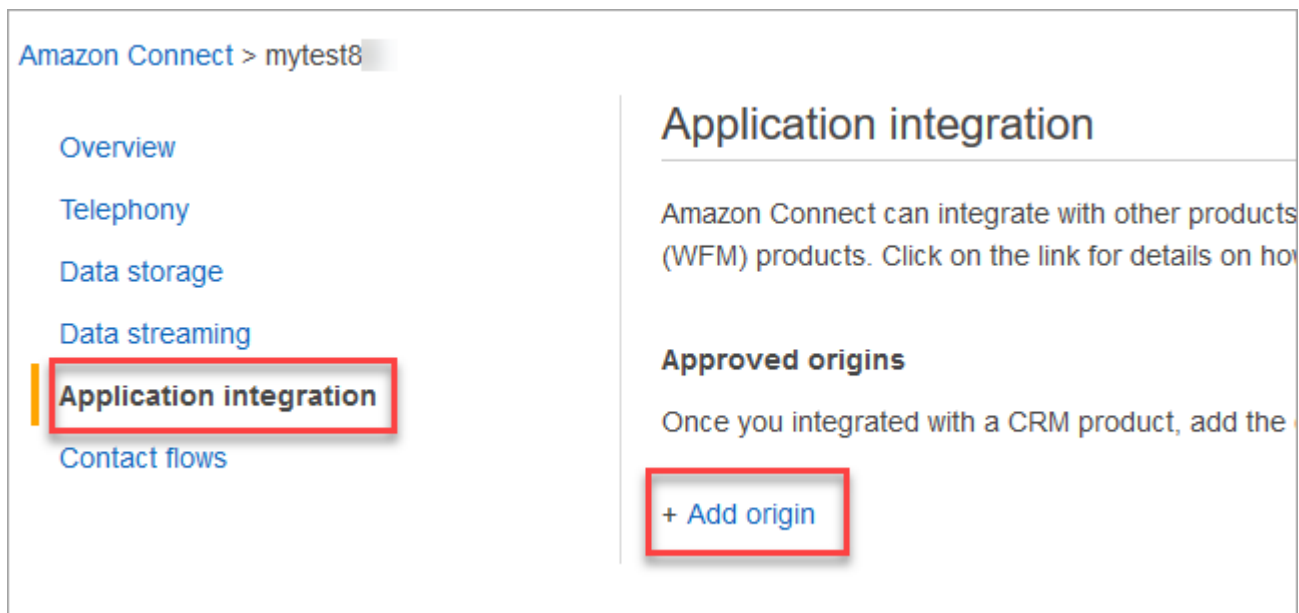 Amazon Connect > mytest8
Overview
Telephony
Data storage
Data streaming
Application integration
Contact flows
Application integration
Amazon Connect can integrate with other products
(WFM) products. Click on the link for details on how
Approved origins
Once you integrated with a CRM product, add the
+ Add origin